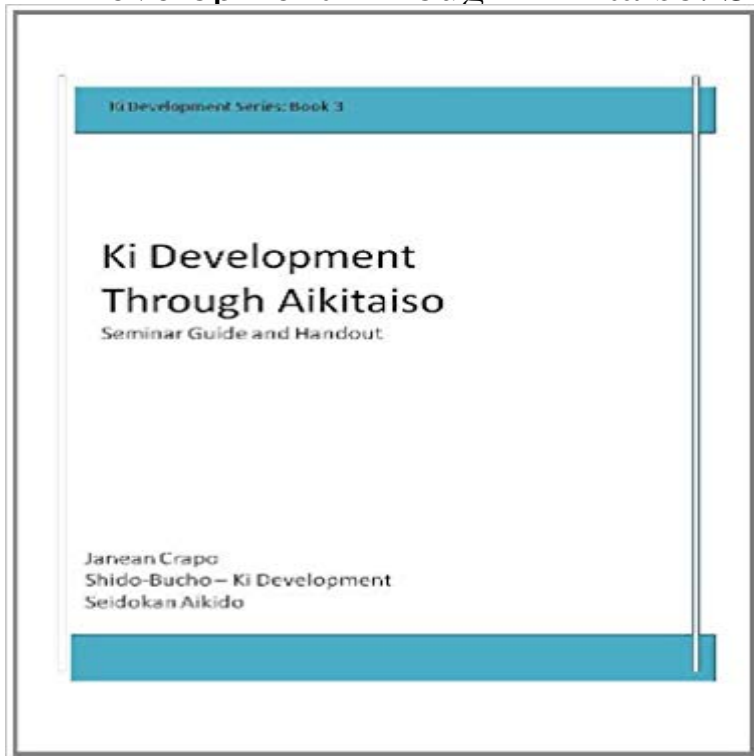 Ki Development Series: Book 3
Ki Development
Through Aikitaiso
Seminar Guide and Handout
Janean Crapo
Shido-Bucho – Ki Development
Seidokan Aikido